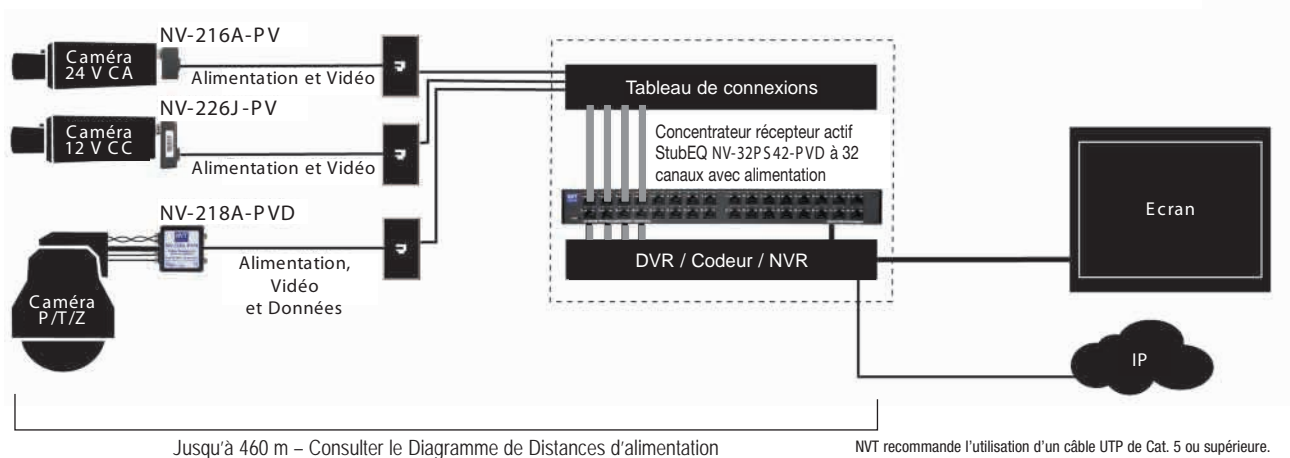 NV-216A-PV
Caméra
24 V CA
Alimentation et Vidéo
NV-226J-PV
Caméra
12 V CC
Alimentation et Vidéo
NV-218A-PVD
Alimentation,
Vidéo
et Données
Caméra
P/T/Z
Tableau de connexions
Concentrateur récepteur actif
StubEQ NV-32PS42-PVD à 32
canaux avec alimentation
NVT
DVR / Codeur / NVR
Ecran
IP
Jusqu'à 460 m – Consulter le Diagramme de Distances d'alimentation
NVT recommande l'utilisation d'un câble UTP de Cat. 5 ou supérieure.